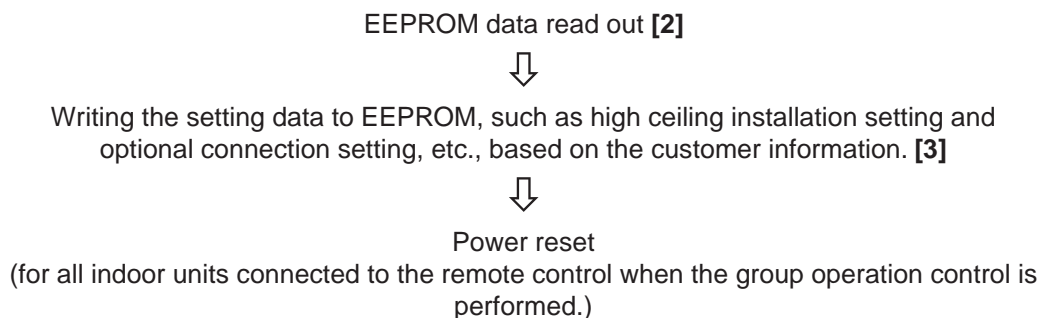 EEPROM data read out [2]
Writing the setting data to EEPROM, such as high ceiling installation setting and
optional connection setting, etc., based on the customer information. [3]
Power reset
(for all indoor units connected to the remote control when the group operation control is
performed.)